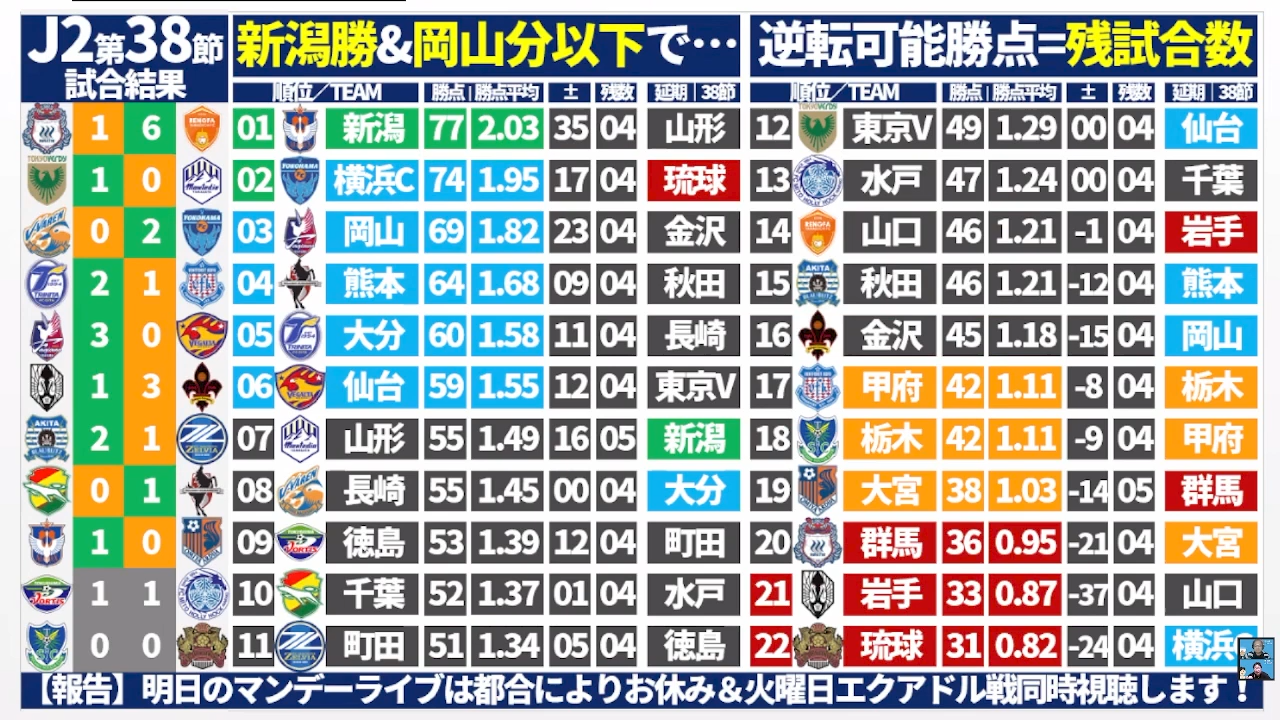 J2第38節
試合結果
新潟勝&岡山分以下で…
逆転可能勝点=残試合数
順位/TEAM 勝点 | 勝点平均 ± 残数 延期 | 38節
順位/TEAM 勝点 | 勝点平均 ± 残数 延期 | 38節
1 6
1 0
0 2
2 1
3 0
1 3
2 1
0 1
1 0
1 1
0 0
01 新潟 77 2.03 35 04 山形
02 横浜C 74 1.95 17 04 琉球
03 岡山 69 1.82 23 04 金沢
04 熊本 64 1.68 09 04 秋田
05 大分 60 1.58 11 04 長崎
06 仙台 59 1.55 12 04 東京V
07 山形 55 1.49 16 05 新潟
08 長崎 55 1.45 00 04 大分
09 徳島 53 1.39 12 04 町田
10 千葉 52 1.37 01 04 水戸
11 町田 51 1.34 05 04 徳島
12 東京V 49 1.29 00 04 仙台
13 水戸 47 1.24 00 04 千葉
14 山口 46 1.21 -1 04 岩手
15 秋田 46 1.21 -12 04 熊本
16 金沢 45 1.18 -15 04 岡山
17 甲府 42 1.11 -8 04 栃木
18 栃木 42 1.11 -9 04 甲府
19 大宮 38 1.03 -14 05 群馬
20 群馬 36 0.95 -21 04 大宮
21 岩手 33 0.87 -37 04 山口
22 琉球 31 0.82 -24 04 横浜
【報告】明日のマンデーライブは都合によりお休み&火曜日エクアドル戦同時視聴します!